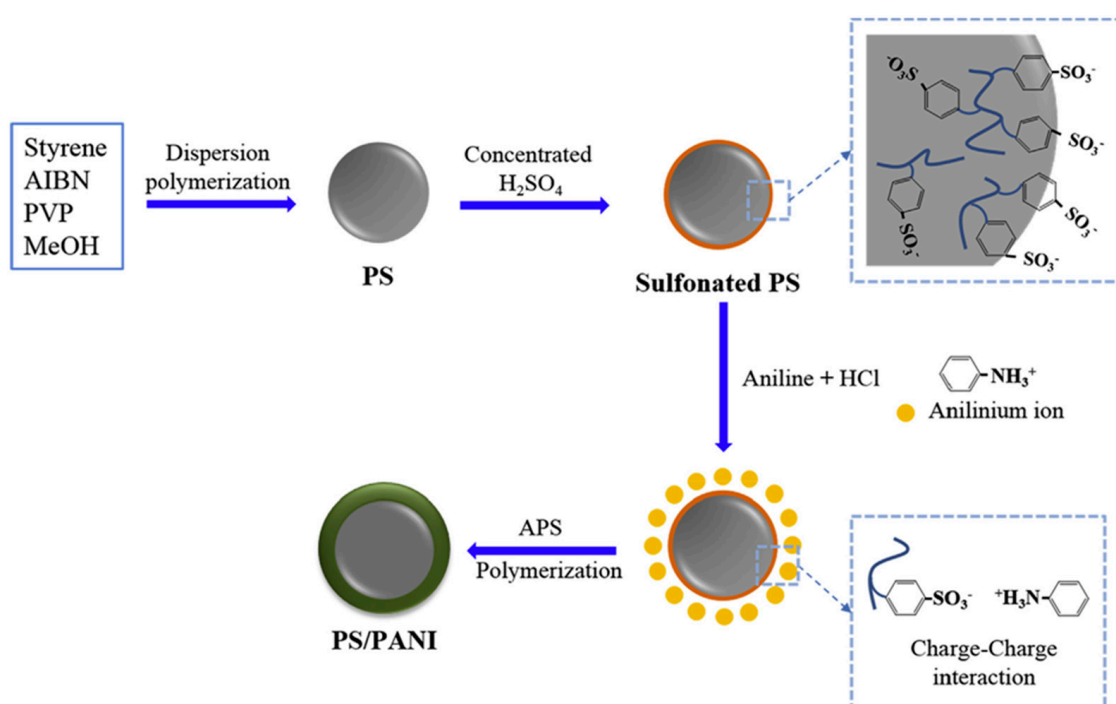 Styrene
AIBN
PVP
MeOH
Dispersion
polymerization
PS
Concentrated
H₂SO₄
Sulfonated PS
⁻O₃S
SO₃⁻
SO₃⁻
SO₃⁻
SO₃⁻
SO₃⁻
Aniline + HCl
NH₃⁺
Anilinium ion
APS
Polymerization
PS/PANI
SO₃⁻
⁺H₃N
Charge-Charge
interaction